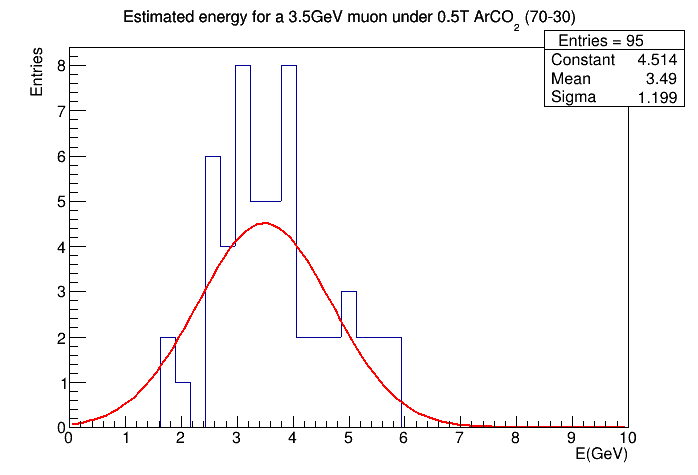 Estimated energy for a 3.5GeV muon under 0.5T ArCO2 (70-30)
Entries = 95
Constant 4.514
Mean 3.49
Sigma 1.199
Entries
8
7
6
5
4
3
2
1
0
0 1 2 3 4 5 6 7 8 9 10
E(GeV)